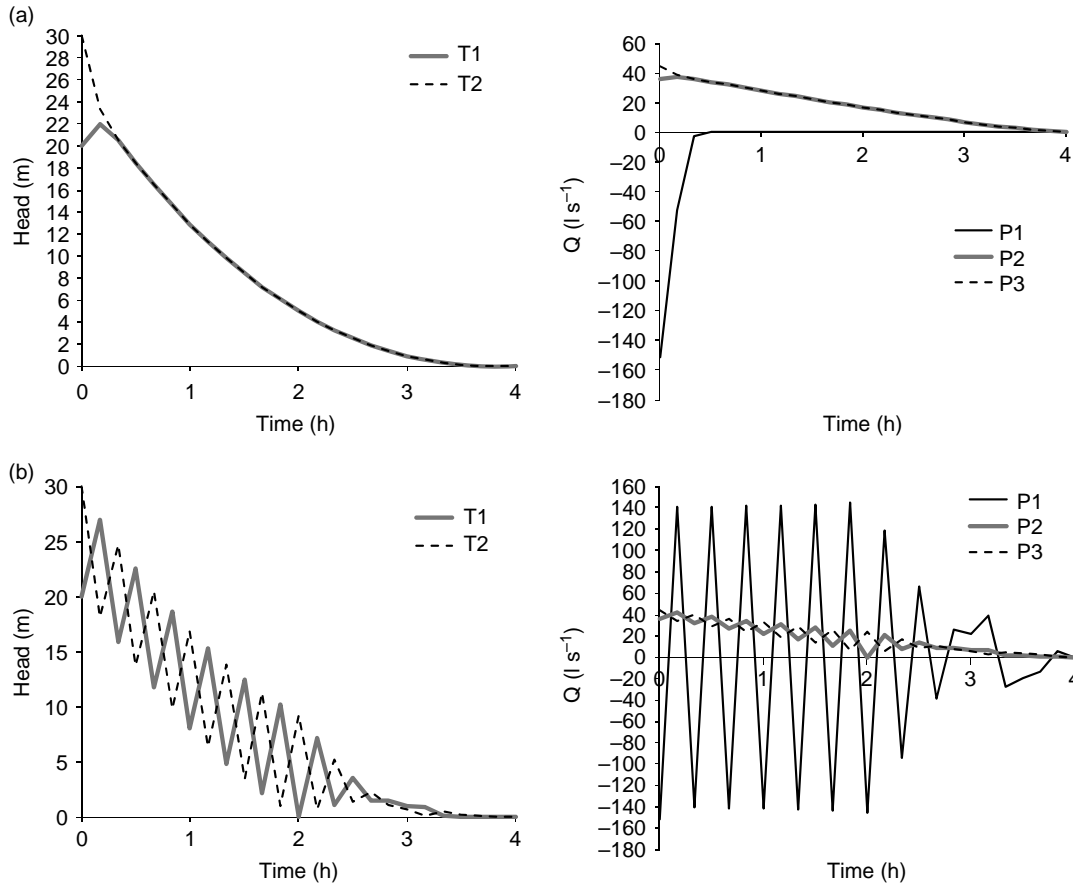 (a)
30
28
26
24
22
20
18
16
14
12
10
8
6
4
2
0
Head (m)
0 1 2 3 4
Time (h)
T1
T2
60
40
20
0
–20
–40
–60
–80
–100
–120
–140
–160
–180
Q (l s⁻¹)
0 1 2 3 4
Time (h)
P1
P2
P3
(b)
30
25
20
15
10
5
0
Head (m)
0 1 2 3 4
Time (h)
T1
T2
160
140
120
100
80
60
40
20
0
–20
–40
–60
–80
–100
–120
–140
–160
–180
Q (l s⁻¹)
0 1 2 3 4
Time (h)
P1
P2
P3